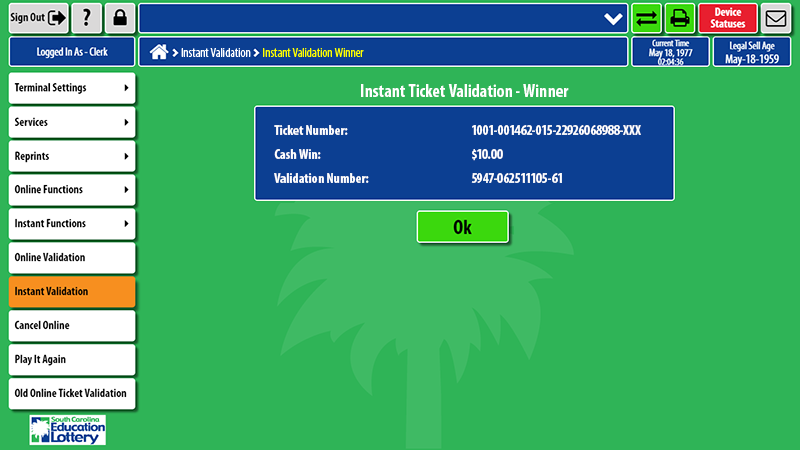 Sign Out
?
Device
Statuses
Logged In As - Clerk
Instant Validation > Instant Validation Winner
Current Time
May 18, 1977
02:04:36
Legal Sell Age
May-18-1959
Terminal Settings
Services
Reprints
Online Functions
Instant Functions
Online Validation
Instant Validation
Cancel Online
Play It Again
Old Online Ticket Validation
Instant Ticket Validation - Winner
Ticket Number: 1001-001462-015-22926068988-XXX
Cash Win: $10.00
Validation Number: 5947-062511105-61
Ok
South Carolina
Education
Lottery